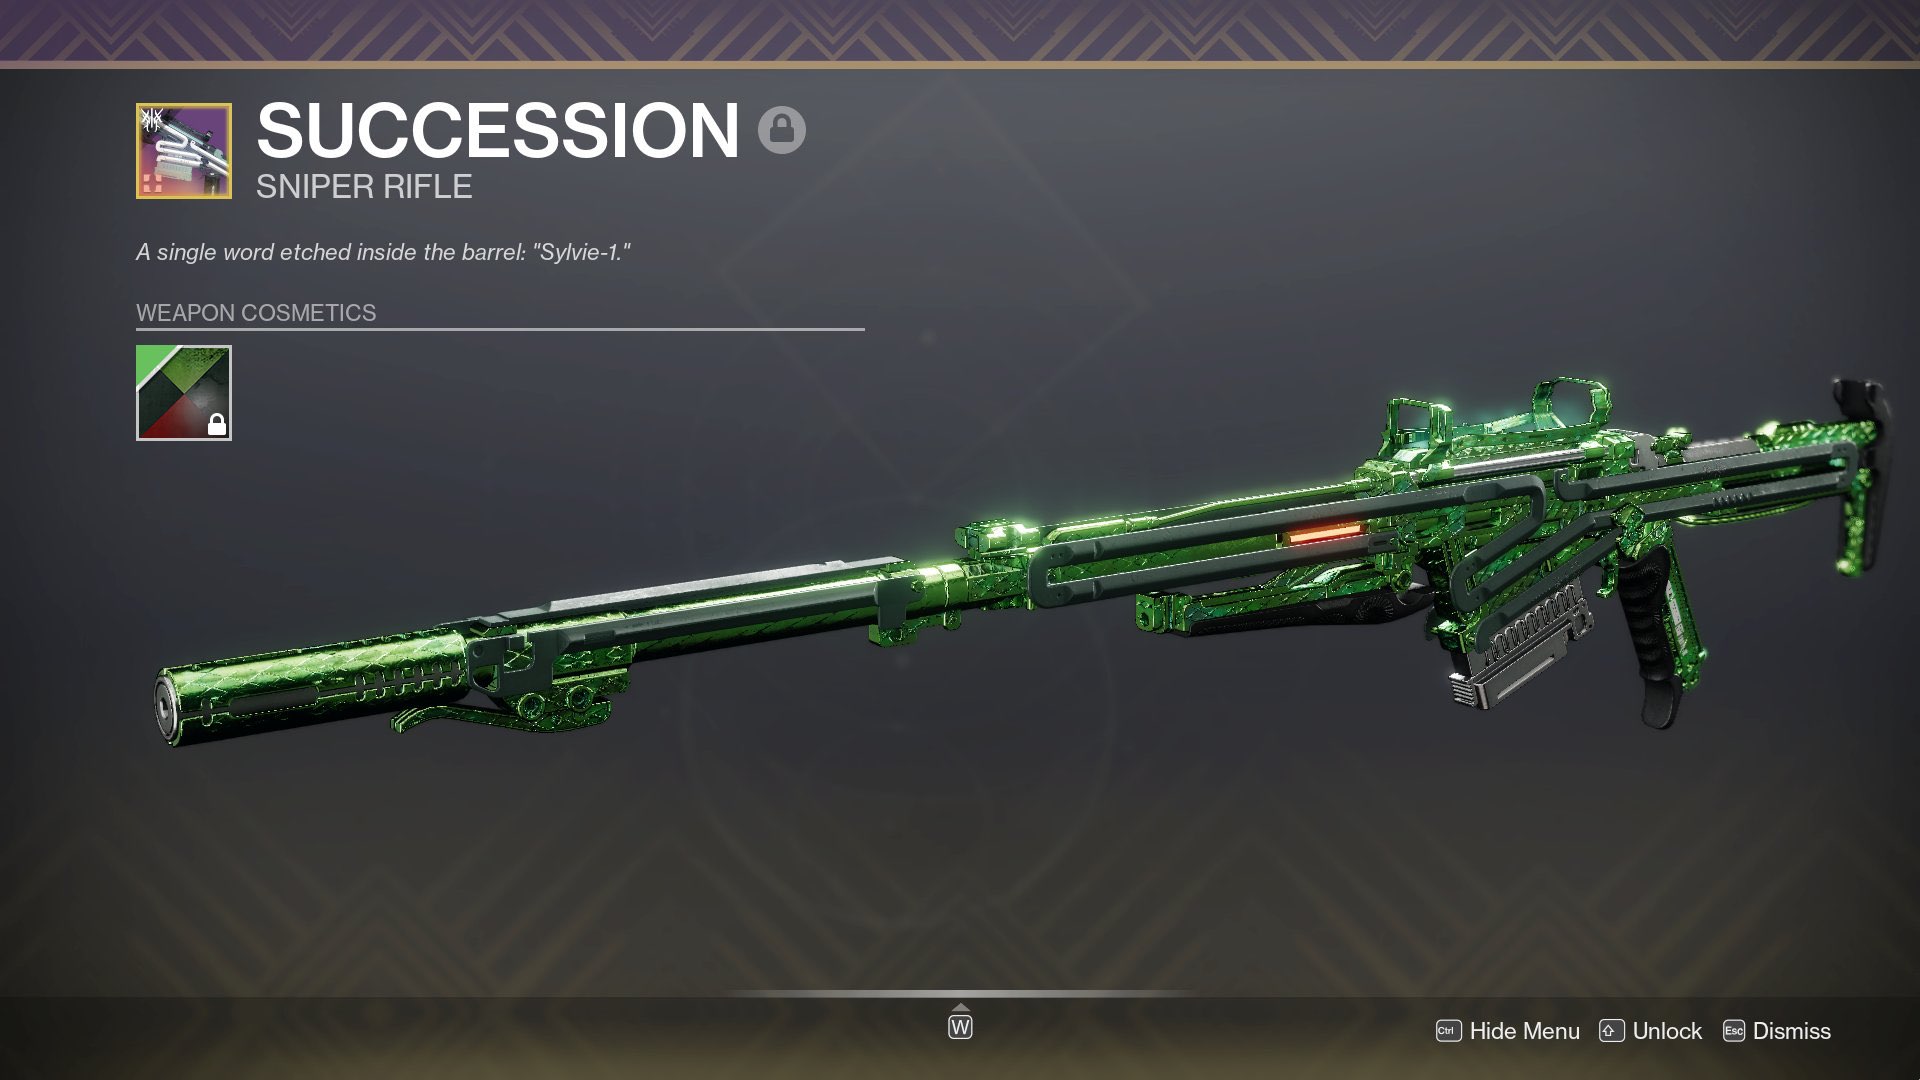 SUCCESSION
SNIPER RIFLE
A single word etched inside the barrel: "Sylvie-1."
WEAPON COSMETICS
W
Ctrl Hide Menu Unlock Esc Dismiss